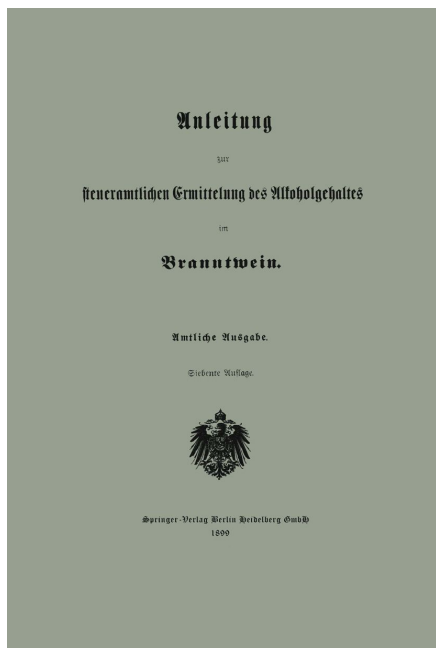 Anleitung
zur
steueramtlichen Ermittelung des Alkoholgehaltes
im
Branntwein.
Amtliche Ausgabe.
Siebente Auflage.
Springer-Verlag Berlin Heidelberg GmbH
1899